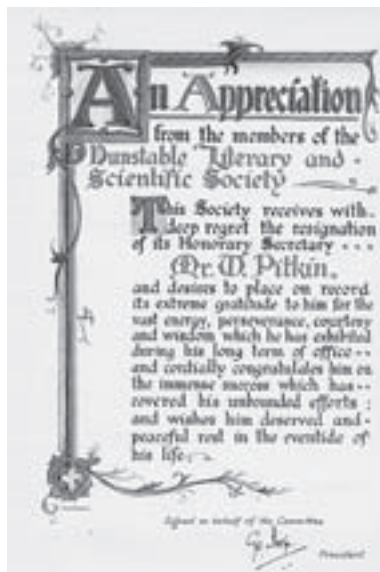 An Appreciation
from the members of the
Dunstable Literary and -
Scientific Society
This Society receives with
deep regret the resignation
of its Honorary Secretary - - -
Mr. W. Pitkin.
and desires to place on record
its extreme gratitude to him for the
vast energy, perseverance, courtesy
and wisdom which he has exhibited
during his long term of office - -
and cordially congratulates him on
the immense success which has - -
covered his unbounded efforts ;
and wishes him deserved and -
peaceful rest in the eventide of
his life.
Signed on behalf of the Committee
President